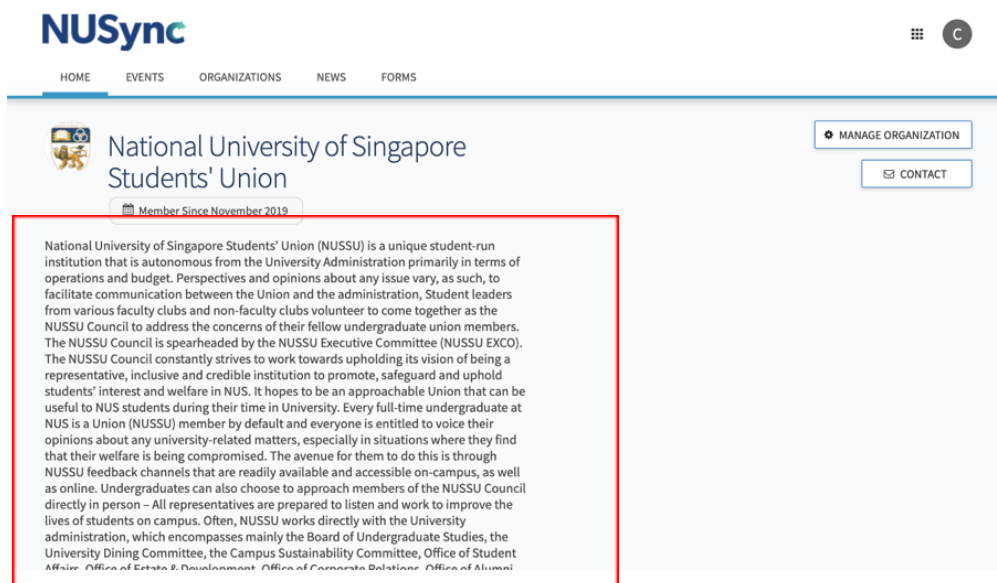 NUSync
C
HOME EVENTS ORGANIZATIONS NEWS FORMS
National University of Singapore
Students' Union
MANAGE ORGANIZATION
CONTACT
Member Since November 2019
National University of Singapore Students' Union (NUSSU) is a unique student-run
institution that is autonomous from the University Administration primarily in terms of
operations and budget. Perspectives and opinions about any issue vary, as such, to
facilitate communication between the Union and the administration, Student leaders
from various faculty clubs and non-faculty clubs volunteer to come together as the
NUSSU Council to address the concerns of their fellow undergraduate union members.
The NUSSU Council is spearheaded by the NUSSU Executive Committee (NUSSU EXCO).
The NUSSU Council constantly strives to work towards upholding its vision of being a
representative, inclusive and credible institution to promote, safeguard and uphold
students' interest and welfare in NUS. It hopes to be an approachable Union that can be
useful to NUS students during their time in University. Every full-time undergraduate at
NUS is a Union (NUSSU) member by default and everyone is entitled to voice their
opinions about any university-related matters, especially in situations where they find
that their welfare is being compromised. The avenue for them to do this is through
NUSSU feedback channels that are readily available and accessible on-campus, as well
as online. Undergraduates can also choose to approach members of the NUSSU Council
directly in person – All representatives are prepared to listen and work to improve the
lives of students on campus. Often, NUSSU works directly with the University
administration, which encompasses mainly the Board of Undergraduate Studies, the
University Dining Committee, the Campus Sustainability Committee, Office of Student
Affairs, Office of Estate & Development, Office of Corporate Relations, Office of Alumni